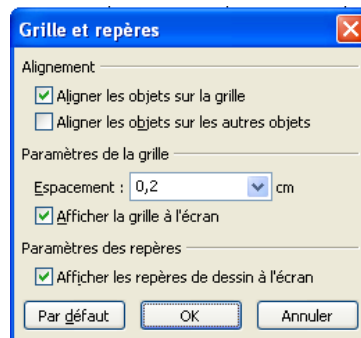 Grille et repères
Alignement
Aligner les objets sur la grille
Aligner les objets sur les autres objets
Paramètres de la grille
Espacement : 0,2 cm
Afficher la grille à l'écran
Paramètres des repères
Afficher les repères de dessin à l'écran
Par défaut OK Annuler